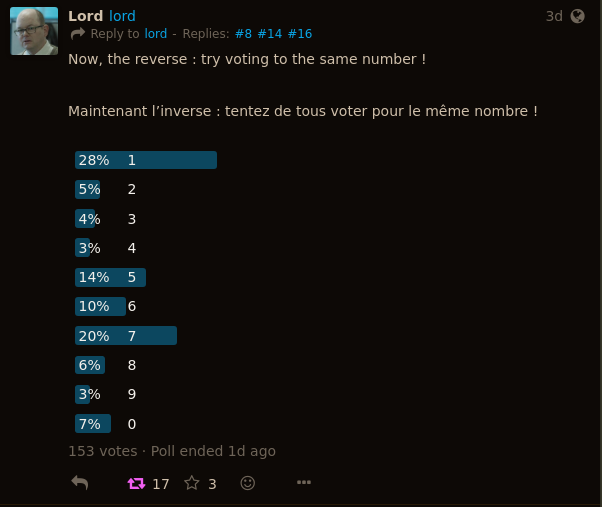 Lord lord 3d
Reply to lord - Replies: #8 #14 #16
Now, the reverse : try voting to the same number !
Maintenant l’inverse : tentez de tous voter pour le même nombre !
28% 1
5% 2
4% 3
3% 4
14% 5
10% 6
20% 7
6% 8
3% 9
7% 0
153 votes · Poll ended 1d ago
17 3